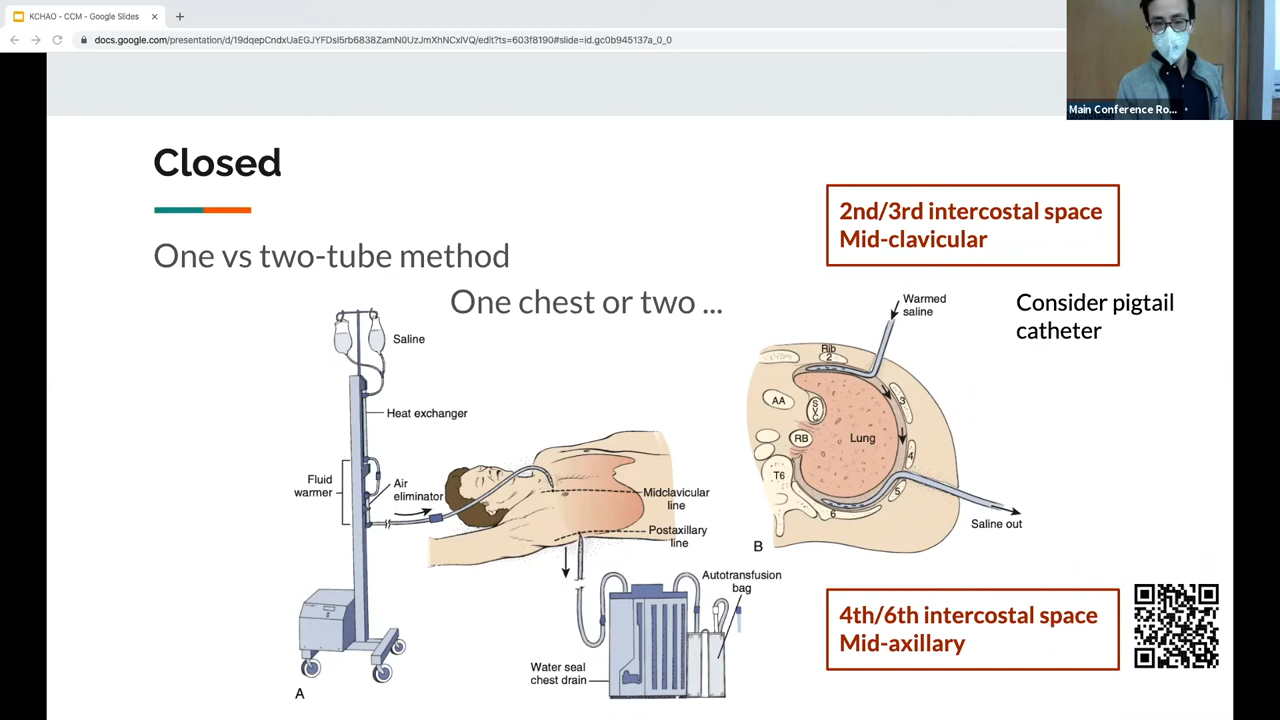 KCHAO - CCM - Google Slides
docs.google.com/presentation/d/19dqepCndxUaEGJYFDsl5rb6838ZamN0UzJmXhNCxlVQ/edit?ts=603f8190#slide=id.gc0b945137a_0_0
Main Conference Ro...
Closed
2nd/3rd intercostal space
Mid-clavicular
One vs two-tube method
One chest or two ...
Consider pigtail
catheter
Saline
Heat exchanger
Fluid
warmer
Air
eliminator
Midclavicular
line
Postaxillary
line
Autotransfusion
bag
Water seal
chest drain
A
Warmed
saline
Rib
2
3
AA
SVC
RB
Lung
4
T6
5
6
Saline out
B
4th/6th intercostal space
Mid-axillary